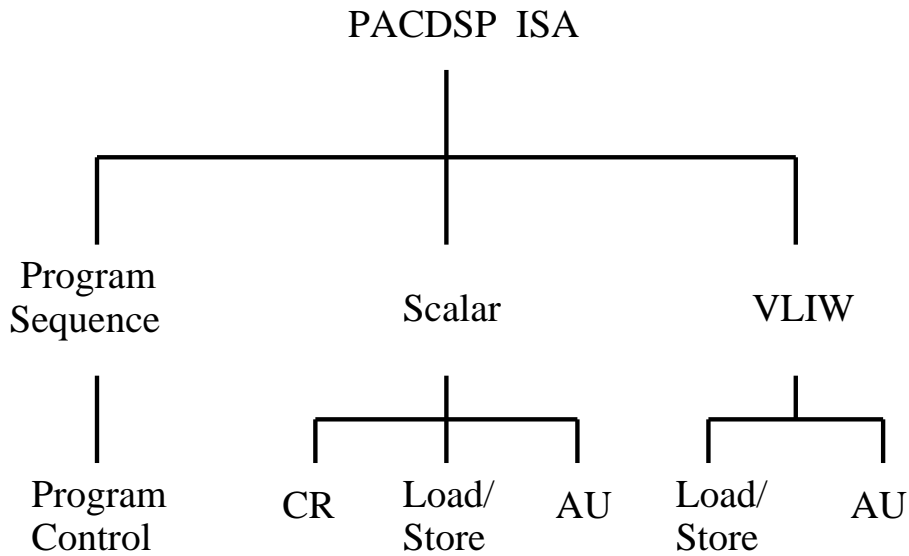 PACDSP ISA
Program
Sequence
Scalar
VLIW
Program
Control
CR
Load/
Store
AU
Load/
Store
AU